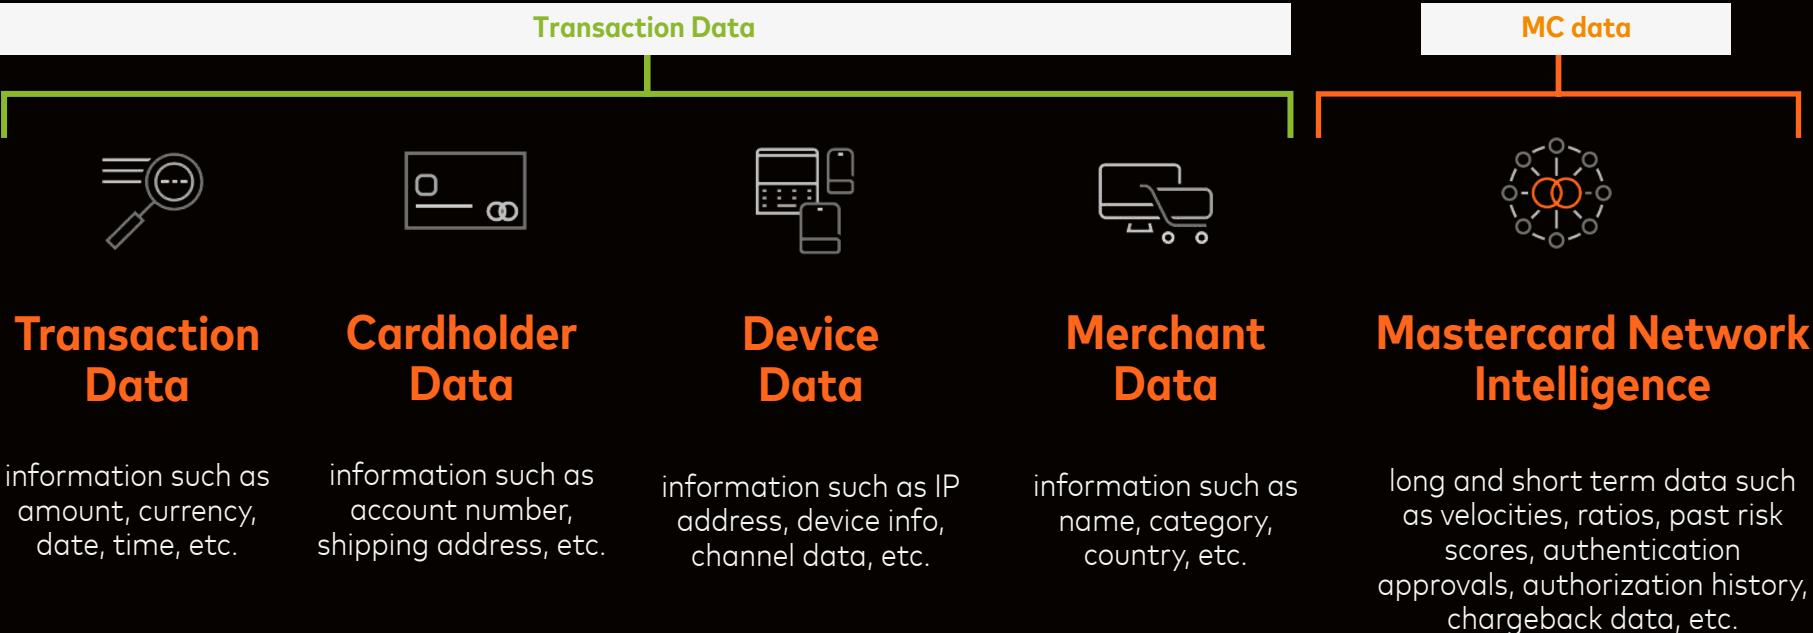 Transaction Data
MC data
Transaction
Data
information such as
amount, currency,
date, time, etc.
Cardholder
Data
information such as
account number,
shipping address, etc.
Device
Data
information such as IP
address, device info,
channel data, etc.
Merchant
Data
information such as
name, category,
country, etc.
Mastercard Network
Intelligence
long and short term data such
as velocities, ratios, past risk
scores, authentication
approvals, authorization history,
chargeback data, etc.